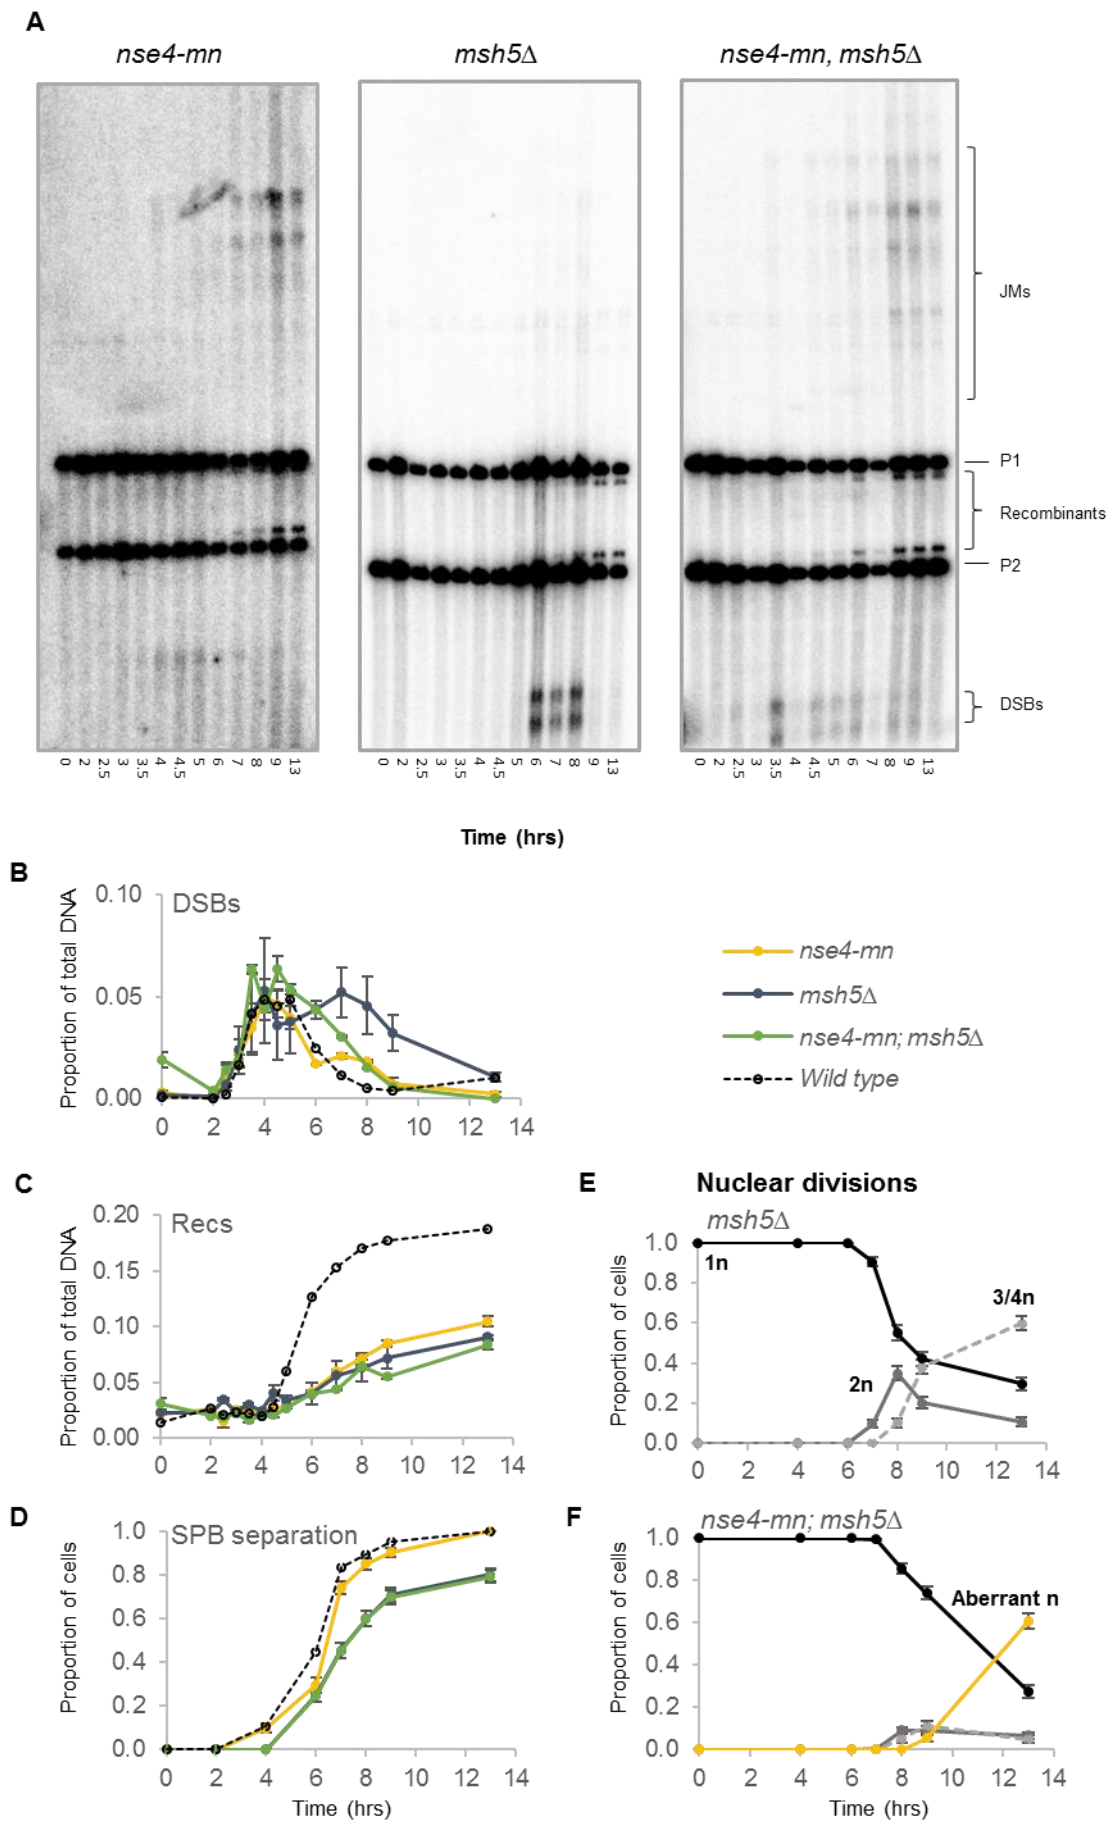 A
nse4-mn
msh5Δ
nse4-mn, msh5Δ
JMs
P1
Recombinants
P2
DSBs
0 2 2.5 3 3.5 4 4.5 5 6 7 8 9 13
0 2 2.5 3 3.5 4 4.5 5 6 7 8 9 13
0 2 2.5 3 3.5 4 4.5 5 6 7 8 9 13
Time (hrs)
B
DSBs
Proportion of total DNA
0.10
0.05
0.00
0 2 4 6 8 10 12 14
nse4-mn
msh5Δ
nse4-mn; msh5Δ
Wild type
C
Recs
Proportion of total DNA
0.20
0.15
0.10
0.05
0.00
0 2 4 6 8 10 12 14
D
SPB separation
Proportion of cells
1.0
0.8
0.6
0.4
0.2
0.0
0 2 4 6 8 10 12 14
Time (hrs)
E
Nuclear divisions
msh5Δ
Proportion of cells
1.0
0.8
0.6
0.4
0.2
0.0
1n
2n
3/4n
0 2 4 6 8 10 12 14
F
nse4-mn; msh5Δ
Proportion of cells
1.0
0.8
0.6
0.4
0.2
0.0
Aberrant n
0 2 4 6 8 10 12 14
Time (hrs)